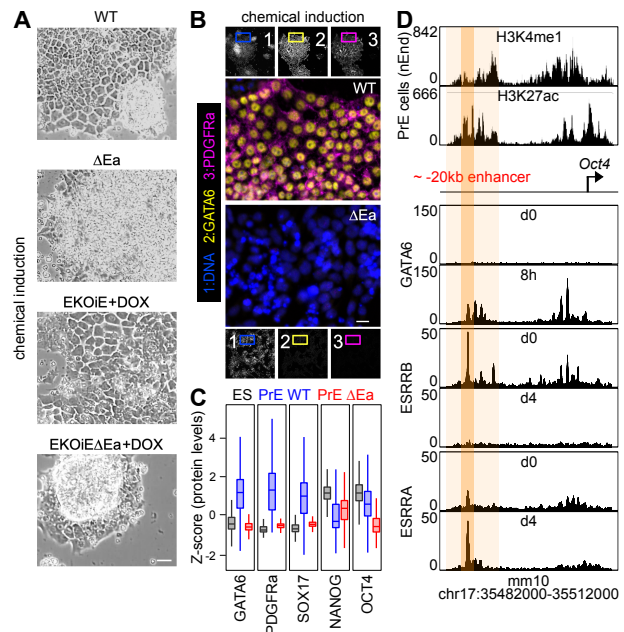 A
WT
ΔEa
EKOiE+DOX
EKOiEΔEa+DOX
chemical induction
B
chemical induction
1
2
3
WT
1:DNA 2:GATA6 3:PDGFRa
ΔEa
1
2
3
C
ES PrE WT PrE ΔEa
Z-score (protein levels)
4
2
0
-2
GATA6
PDGFRa
SOX17
NANOG
OCT4
D
PrE cells (nEnd)
842
H3K4me1
0
666
H3K27ac
0
~ -20kb enhancer
Oct4
GATA6
150
d0
0
150
8h
0
ESRRB
50
d0
0
50
d4
0
ESRRA
50
d0
0
50
d4
0
mm10
chr17:35482000-35512000